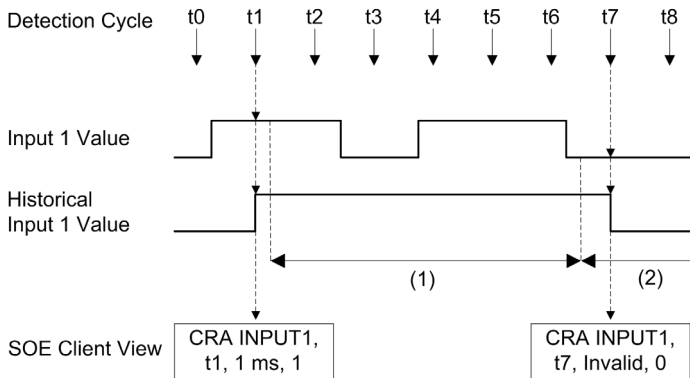 Detection Cycle t0 t1 t2 t3 t4 t5 t6 t7 t8
Input 1 Value
Historical
Input 1 Value
(1) (2)
SOE Client View
CRA INPUT1,
t1, 1 ms, 1
CRA INPUT1,
t7, Invalid, 0